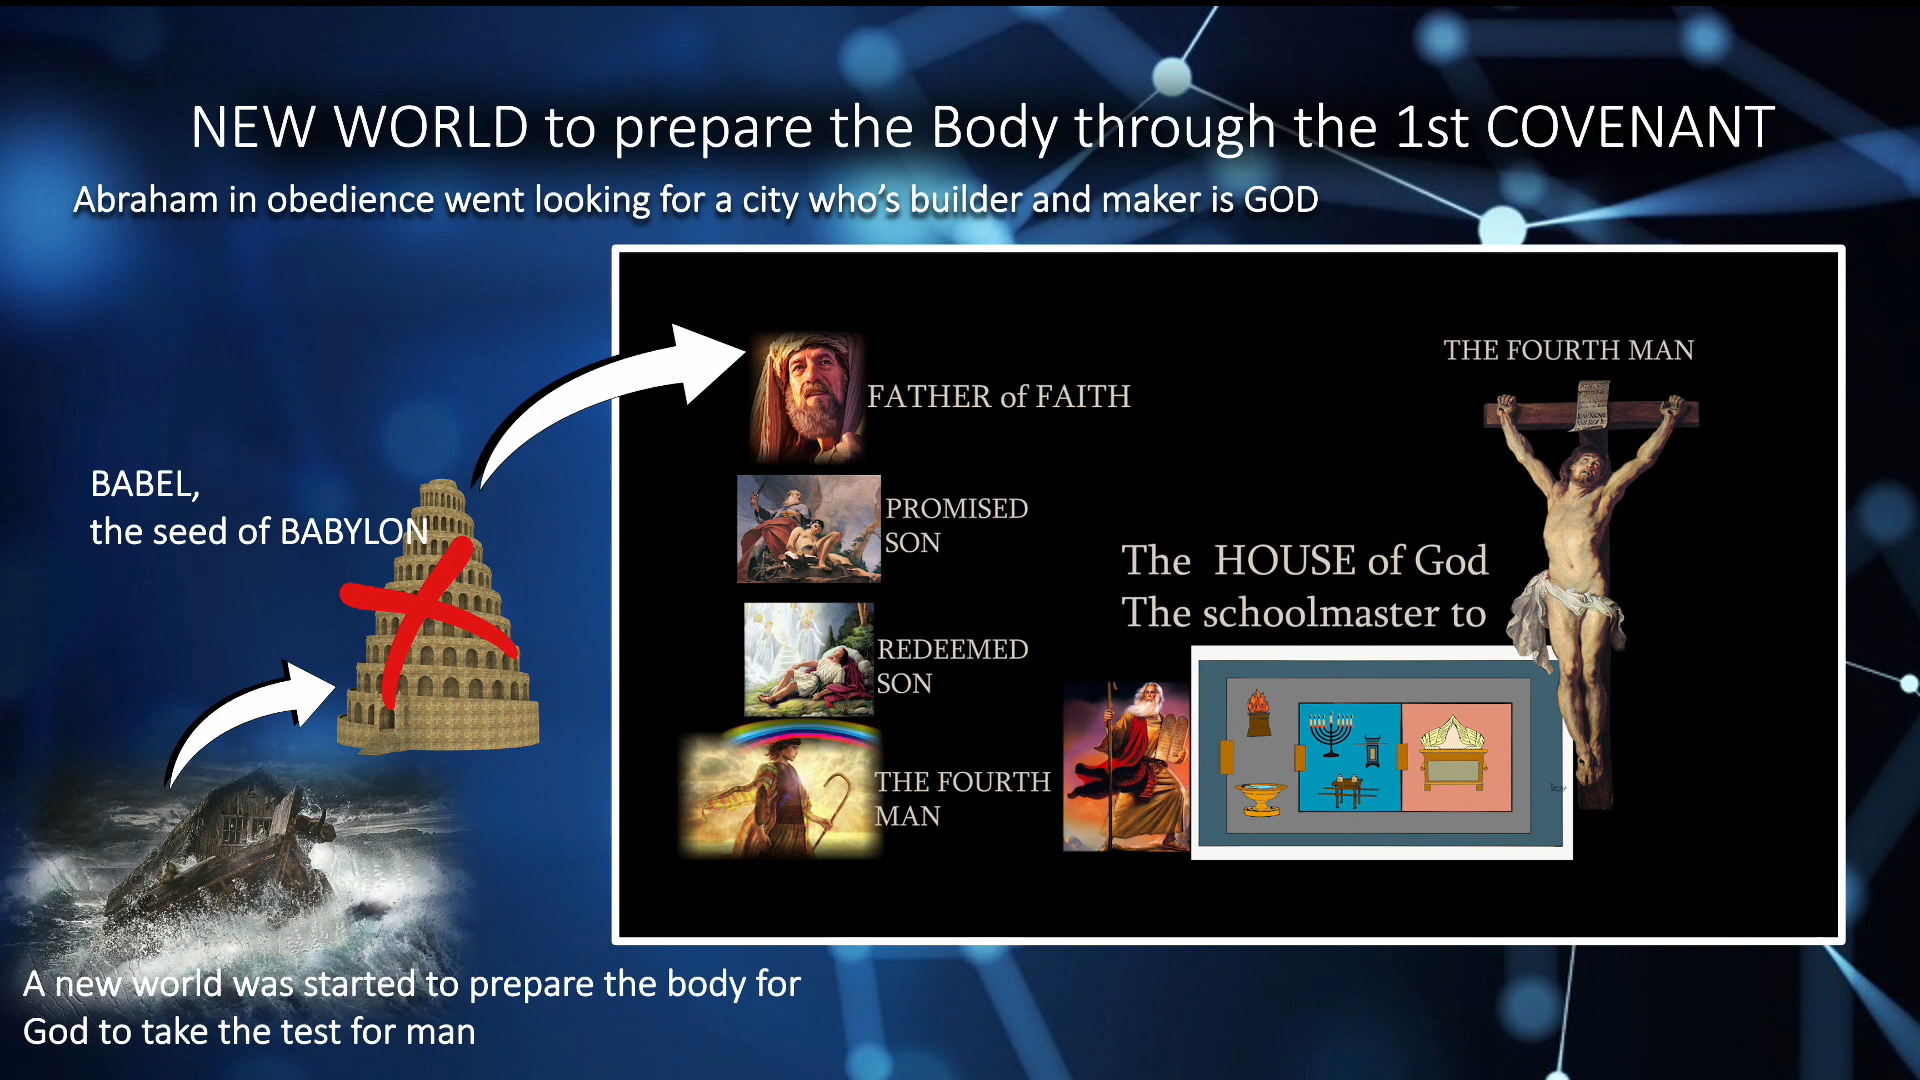 NEW WORLD to prepare the Body through the 1st COVENANT
Abraham in obedience went looking for a city who’s builder and maker is GOD
BABEL,
the seed of BABYLON
A new world was started to prepare the body for
God to take the test for man
FATHER of FAITH
PROMISED
SON
REDEEMED
SON
THE FOURTH
MAN
The HOUSE of God
The schoolmaster to
THE FOURTH MAN